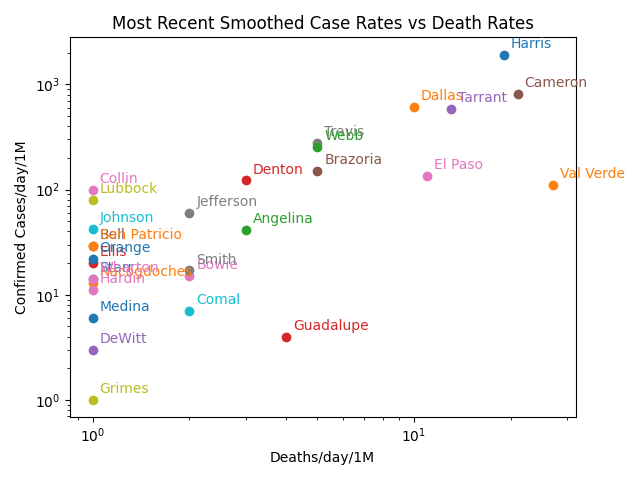 Most Recent Smoothed Case Rates vs Death Rates
Harris
Cameron
Dallas
Tarrant
Travis
Webb
Brazoria
El Paso
Val Verde
Denton
Collin
Lubbock
Jefferson
Johnson
Angelina
Bell
San Patricio
Orange
Ellis
Smith
Bowie
Wharton
Nacogdoches
Hardin
Comal
Medina
Guadalupe
DeWitt
Grimes
10³
10²
10¹
10⁰
Confirmed Cases/day/1M
10⁰
10¹
Deaths/day/1M